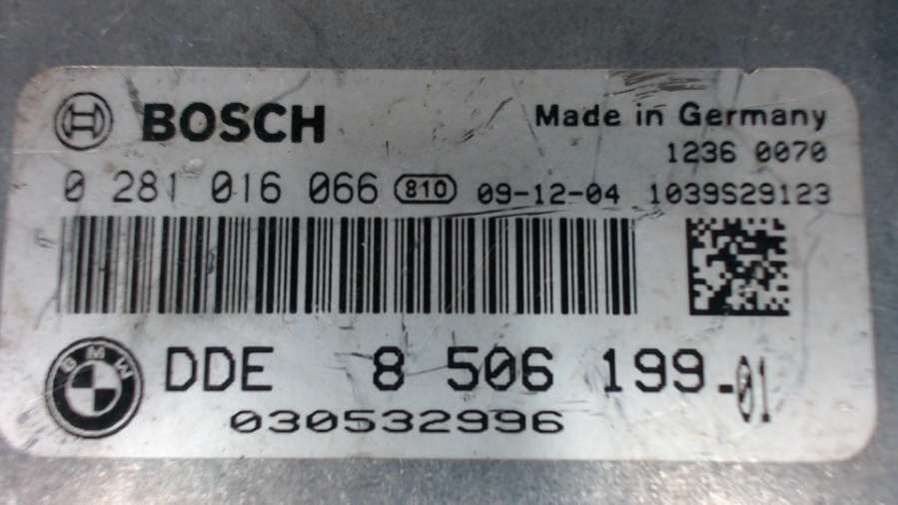 BOSCH
Made in Germany
1236 0070
0 281 016 066 810 09-12-04 1039S29123
BMW
DDE 8 506 199-01
030532996